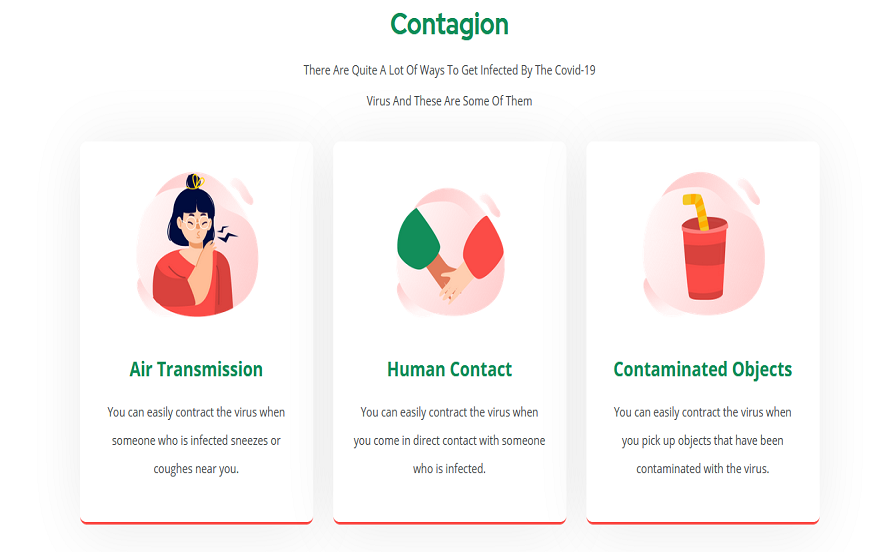 Contagion
There Are Quite A Lot Of Ways To Get Infected By The Covid-19
Virus And These Are Some Of Them
Air Transmission
You can easily contract the virus when
someone who is infected sneezes or
coughes near you.
Human Contact
You can easily contract the virus when
you come in direct contact with someone
who is infected.
Contaminated Objects
You can easily contract the virus when
you pick up objects that have been
contaminated with the virus.